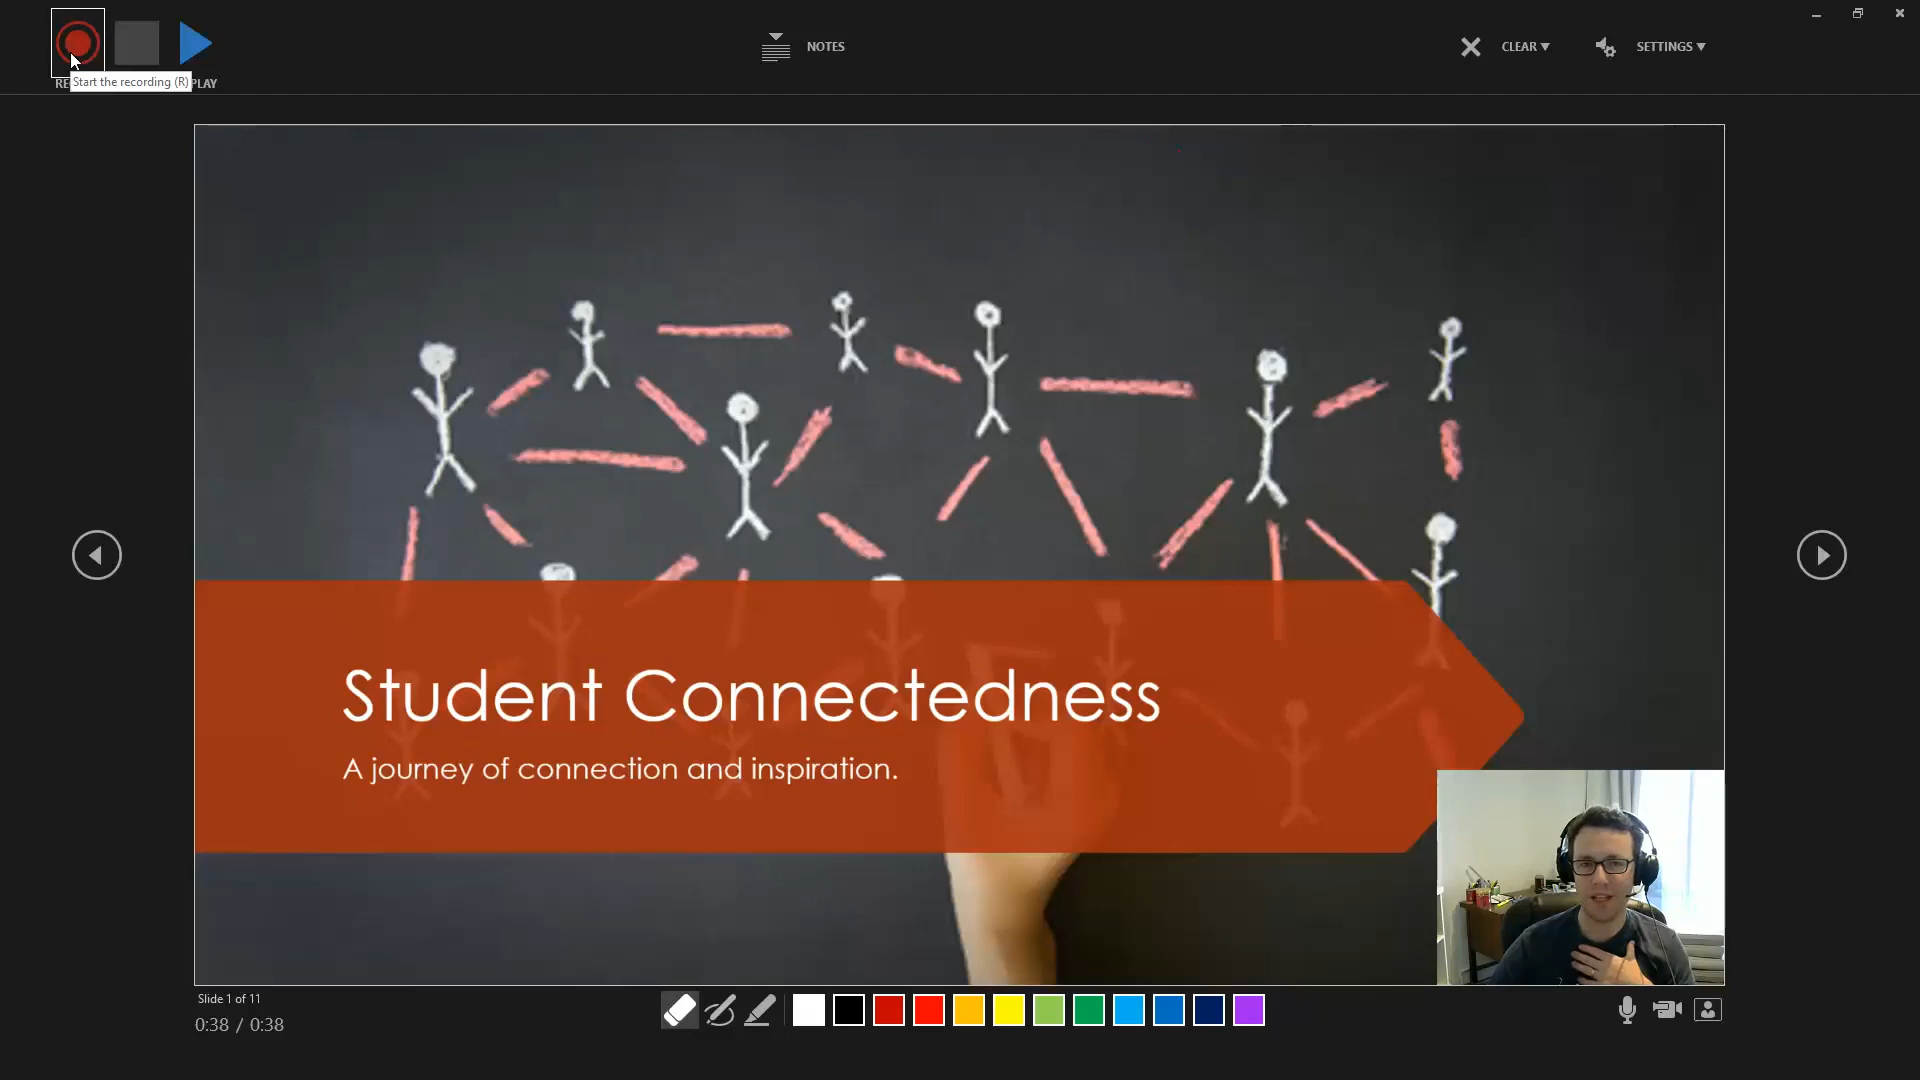 NOTES
CLEAR
SETTINGS
Start the recording (R)
PLAY
Student Connectedness
A journey of connection and inspiration.
Slide 1 of 11
0:38 / 0:38